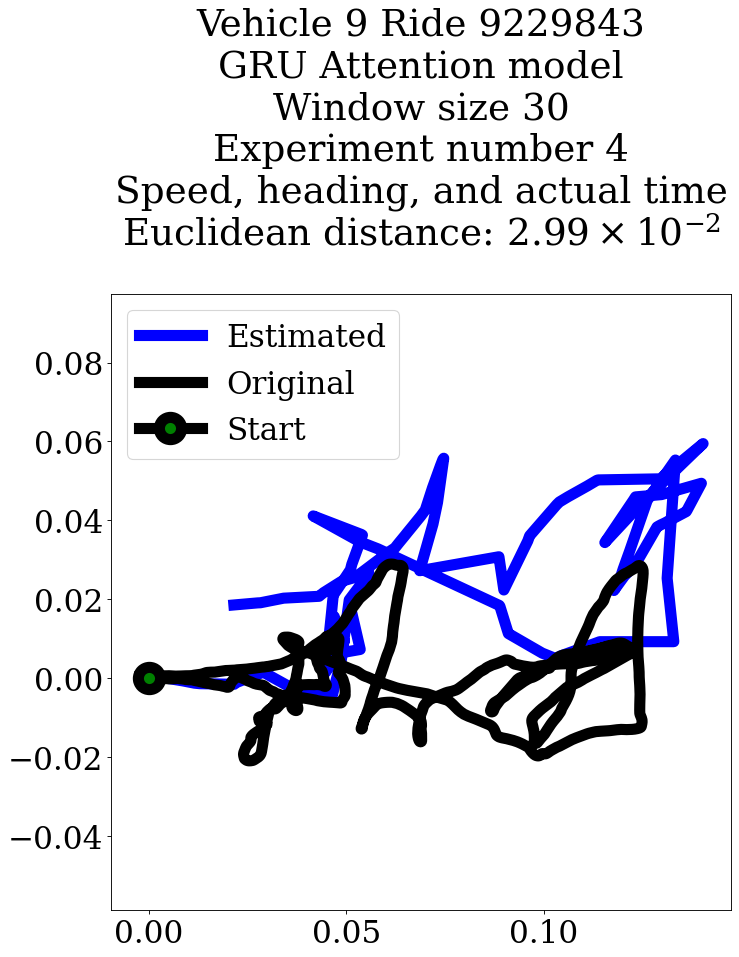 Vehicle 9 Ride 9229843
GRU Attention model
Window size 30
Experiment number 4
Speed, heading, and actual time
Euclidean distance: 2.99 × 10⁻²
Estimated
Original
Start
0.08
0.06
0.04
0.02
0.00
−0.02
−0.04
0.00 0.05 0.10